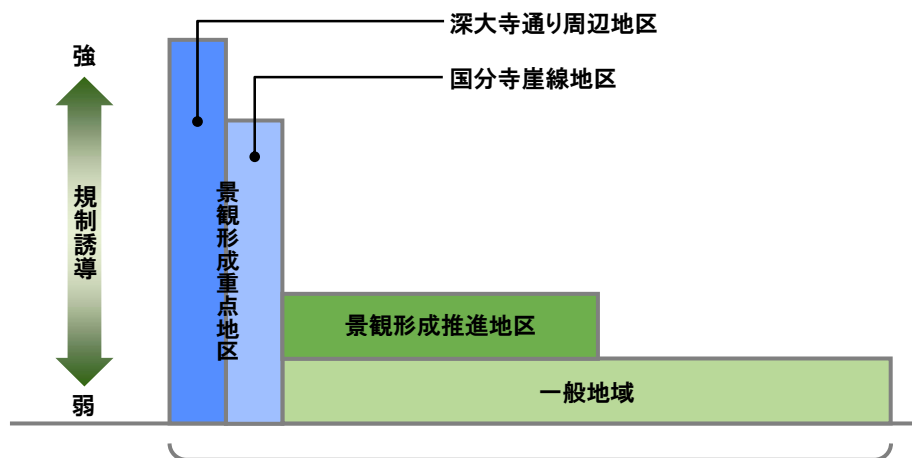 深大寺通り周辺地区
国分寺崖線地区
強
規制誘導
弱
景観形成重点地区
景観形成推進地区
一般地域